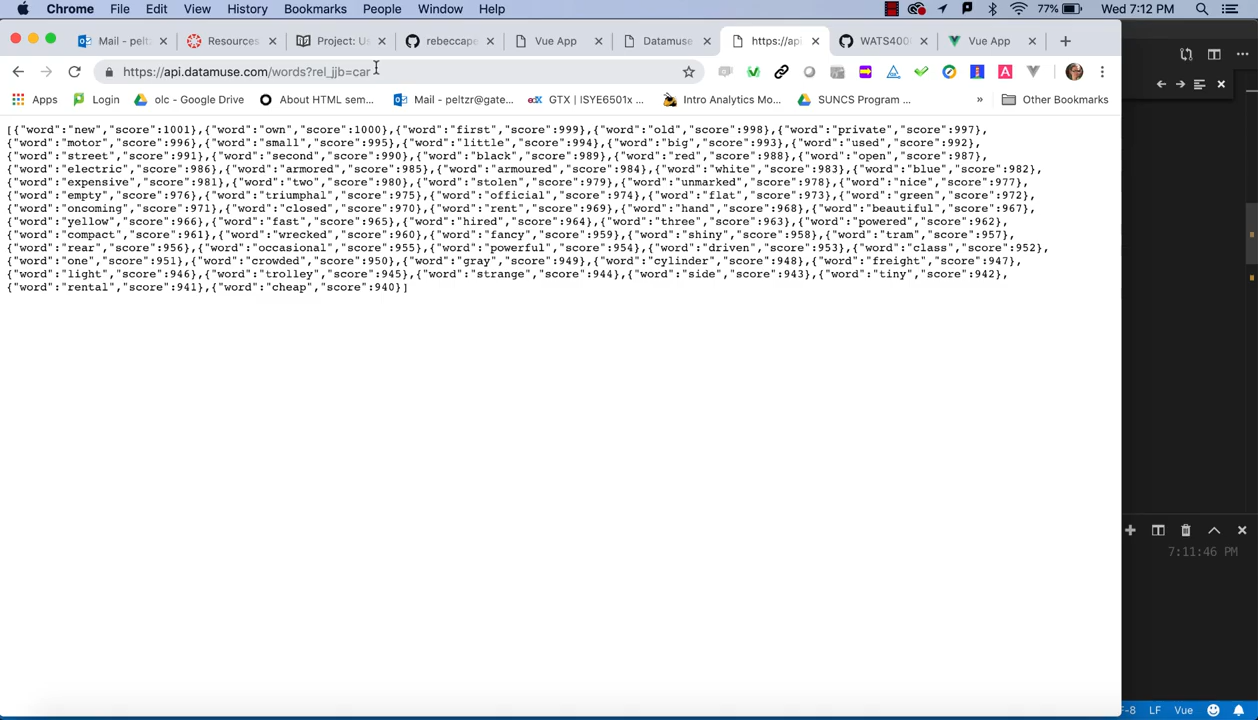 Chrome File Edit View History Bookmarks People Window Help 77% Wed 7:12 PM
Mail - peltz Resources Project: Us rebeccape Vue App Datamuse https://api WATS400 Vue App
https://api.datamuse.com/words?rel_jjb=car
Apps Login olc - Google Drive About HTML sem... Mail - peltzr@gate... GTX | ISYE6501x ... Intro Analytics Mo... SUNCS Program ... » Other Bookmarks
[{"word":"new","score":1001},{"word":"own","score":1000},{"word":"first","score":999},{"word":"old","score":998},{"word":"private","score":997},
{"word":"motor","score":996},{"word":"small","score":995},{"word":"little","score":994},{"word":"big","score":993},{"word":"used","score":992},
{"word":"street","score":991},{"word":"second","score":990},{"word":"black","score":989},{"word":"red","score":988},{"word":"open","score":987},
{"word":"electric","score":986},{"word":"armored","score":985},{"word":"armoured","score":984},{"word":"white","score":983},{"word":"blue","score":982},
{"word":"expensive","score":981},{"word":"two","score":980},{"word":"stolen","score":979},{"word":"unmarked","score":978},{"word":"nice","score":977},
{"word":"empty","score":976},{"word":"triumphal","score":975},{"word":"official","score":974},{"word":"flat","score":973},{"word":"green","score":972},
{"word":"oncoming","score":971},{"word":"closed","score":970},{"word":"rent","score":969},{"word":"hand","score":968},{"word":"beautiful","score":967},
{"word":"yellow","score":966},{"word":"fast","score":965},{"word":"hired","score":964},{"word":"three","score":963},{"word":"powered","score":962},
{"word":"compact","score":961},{"word":"wrecked","score":960},{"word":"fancy","score":959},{"word":"shiny","score":958},{"word":"tram","score":957},
{"word":"rear","score":956},{"word":"occasional","score":955},{"word":"powerful","score":954},{"word":"driven","score":953},{"word":"class","score":952},
{"word":"one","score":951},{"word":"crowded","score":950},{"word":"gray","score":949},{"word":"cylinder","score":948},{"word":"freight","score":947},
{"word":"light","score":946},{"word":"trolley","score":945},{"word":"strange","score":944},{"word":"side","score":943},{"word":"tiny","score":942},
{"word":"rental","score":941},{"word":"cheap","score":940}]
7:11:46 PM
F-8 LF Vue